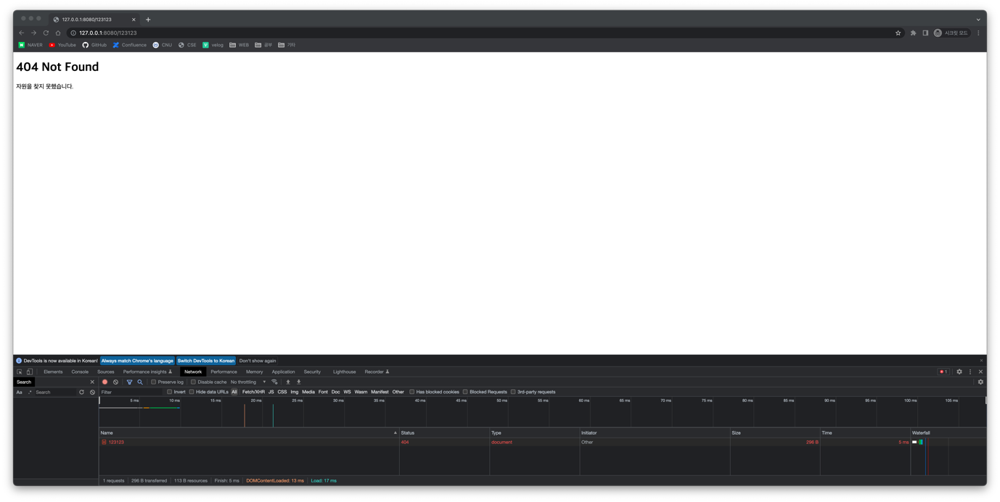 127.0.0.1:8080/123123
127.0.0.1:8080/123123 시크릿 모드
NAVER YouTube GitHub Confluence CNU CSE velog WEB 공부 기타
404 Not Found
자원을 찾지 못했습니다.
DevTools is now available in Korean! Always match Chrome's language Switch DevTools to Korean Don't show again
Elements Console Sources Performance insights Network Performance Memory Application Security Lighthouse Recorder 1
Search Preserve log Disable cache No throttling
Aa .* Search Filter Invert Hide data URLs All Fetch/XHR JS CSS Img Media Font Doc WS Wasm Manifest Other Has blocked cookies Blocked Requests 3rd-party requests
5 ms 10 ms 15 ms 20 ms 25 ms 30 ms 35 ms 40 ms 45 ms 50 ms 55 ms 60 ms 65 ms 70 ms 75 ms 80 ms 85 ms 90 ms 95 ms 100 ms 105 ms
Name Status Type Initiator Size Time Waterfall
123123 404 document Other 296 B 5 ms
1 requests 296 B transferred 113 B resources Finish: 5 ms DOMContentLoaded: 13 ms Load: 17 ms